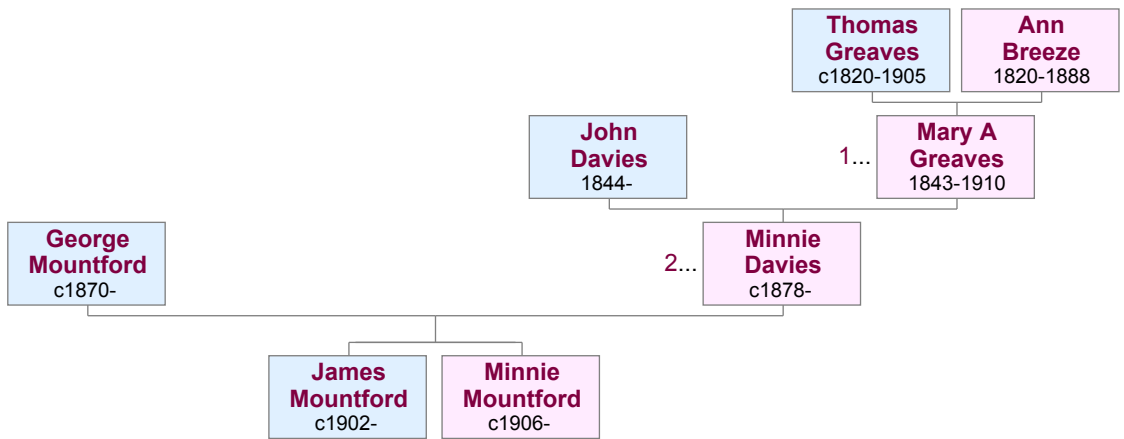 Thomas
Greaves
c1820-1905
Ann
Breeze
1820-1888
John
Davies
1844-
1...
Mary A
Greaves
1843-1910
George
Mountford
c1870-
2...
Minnie
Davies
c1878-
James
Mountford
c1902-
Minnie
Mountford
c1906-